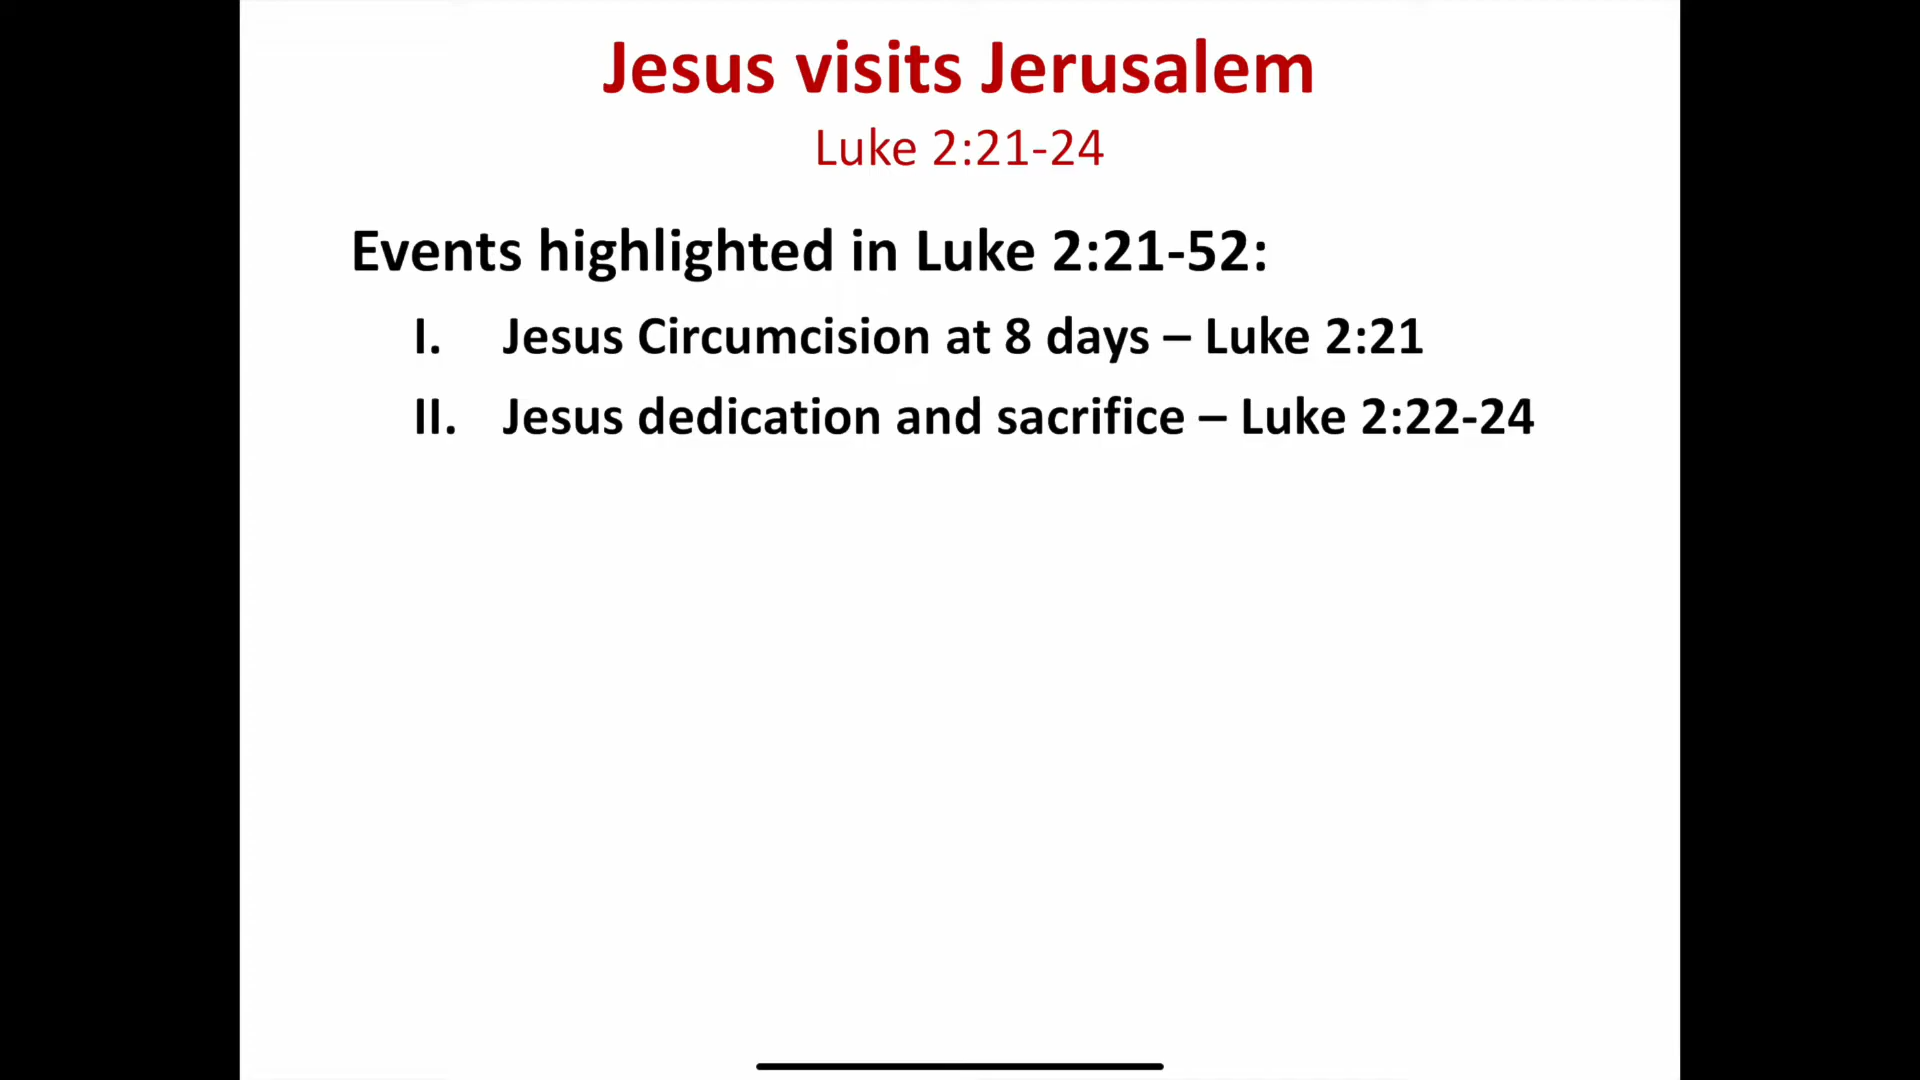 Jesus visits Jerusalem
Luke 2:21-24
Events highlighted in Luke 2:21-52:
I. Jesus Circumcision at 8 days – Luke 2:21
II. Jesus dedication and sacrifice – Luke 2:22-24